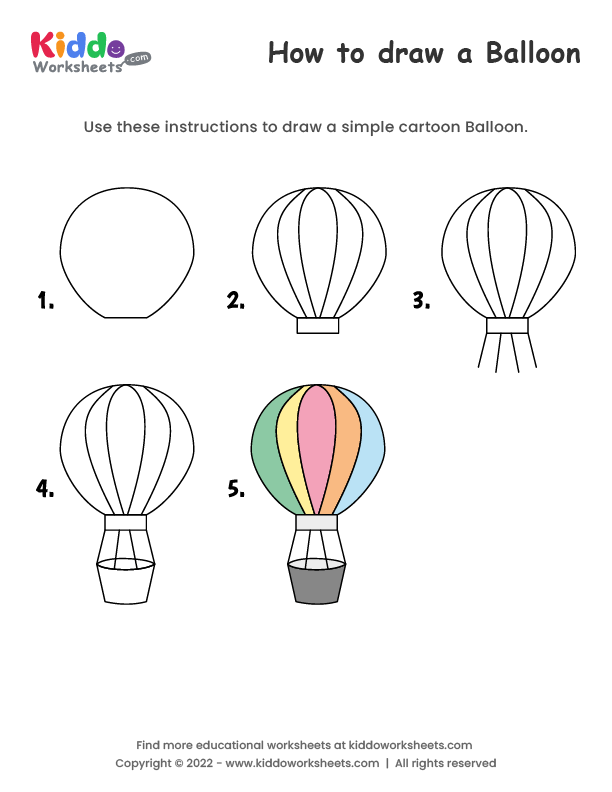 Kiddo
Worksheets .com
How to draw a Balloon
Use these instructions to draw a simple cartoon Balloon.
1.
2.
3.
4.
5.
Find more educational worksheets at kiddoworksheets.com
Copyright © 2022 - www.kiddoworksheets.com | All rights reserved